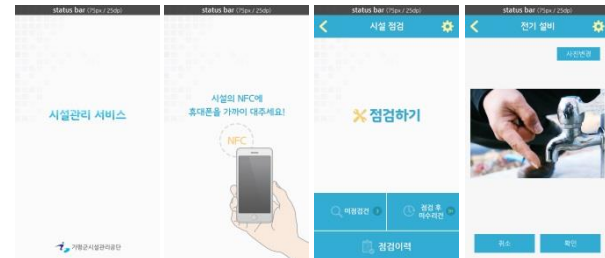 status bar (75px / 25dp)
시설관리 서비스
가평군시설관리공단
status bar (75px / 25dp)
시설의 NFC에
휴대폰을 가까이 대주세요!
NFC
status bar (75px / 25dp)
시설 점검
점검하기
미점검건
점검 후
미수리건
점검이력
status bar (75px / 25dp)
전기 설비
사진변경
취소
확인